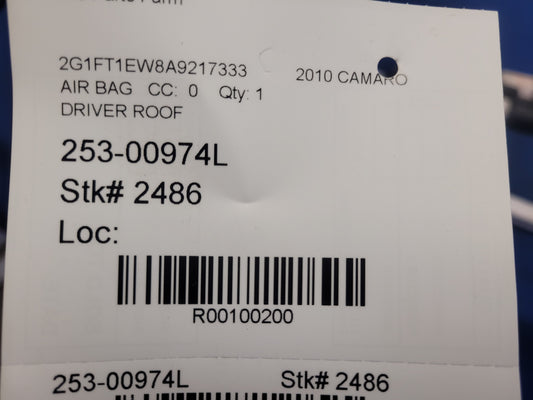 2G1FT1EW8A9217333 2010 CAMARO
AIR BAG CC: 0 Qty: 1
DRIVER ROOF
253-00974L
Stk# 2486
Loc:
R00100200
253-00974L Stk# 2486